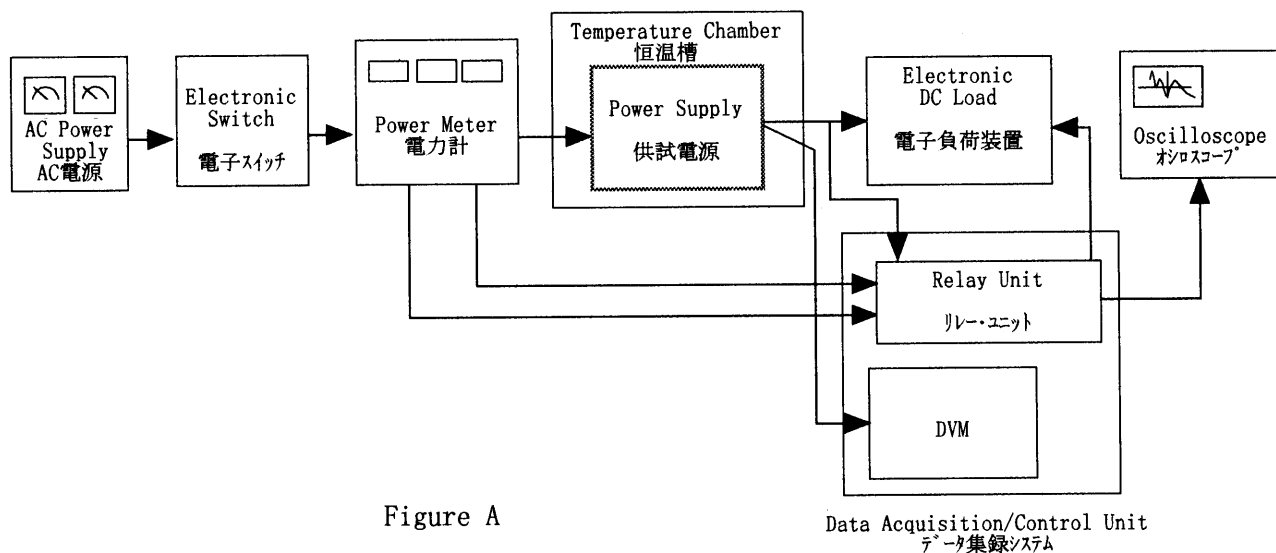 AC Power
Supply
AC電源
Electronic
Switch
電子スイッチ
Power Meter
電力計
Temperature Chamber
恒温槽
Power Supply
供試電源
Electronic
DC Load
電子負荷装置
Oscilloscope
オシロスコープ
Relay Unit
リレー・ユニット
DVM
Figure A
Data Acquisition/Control Unit
データ集録システム